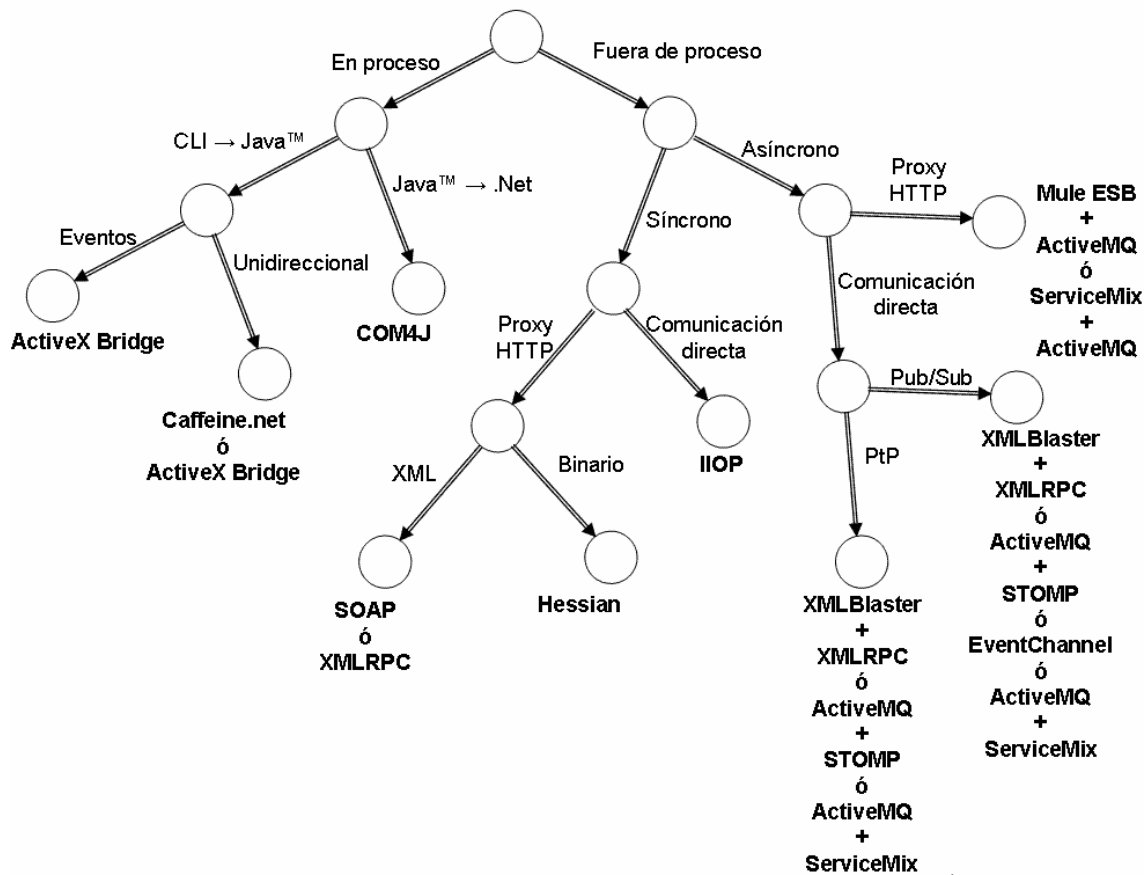 En proceso
Fuera de proceso
CLI → Java™
Java™ → .Net
Asíncrono
Proxy
HTTP
Síncrono
Eventos
Unidireccional
ActiveX Bridge
COM4J
Caffeine.net
ó
ActiveX Bridge
Proxy
HTTP
Comunicación
directa
Comunicación
directa
Mule ESB
+
ActiveMQ
ó
ServiceMix
+
ActiveMQ
XML
Binario
IIOP
Pub/Sub
PtP
SOAP
ó
XMLRPC
Hessian
XMLBlaster
+
XMLRPC
ó
ActiveMQ
+
STOMP
ó
ActiveMQ
+
ServiceMix
XMLBlaster
+
XMLRPC
ó
ActiveMQ
+
STOMP
ó
EventChannel
ó
ActiveMQ
+
ServiceMix